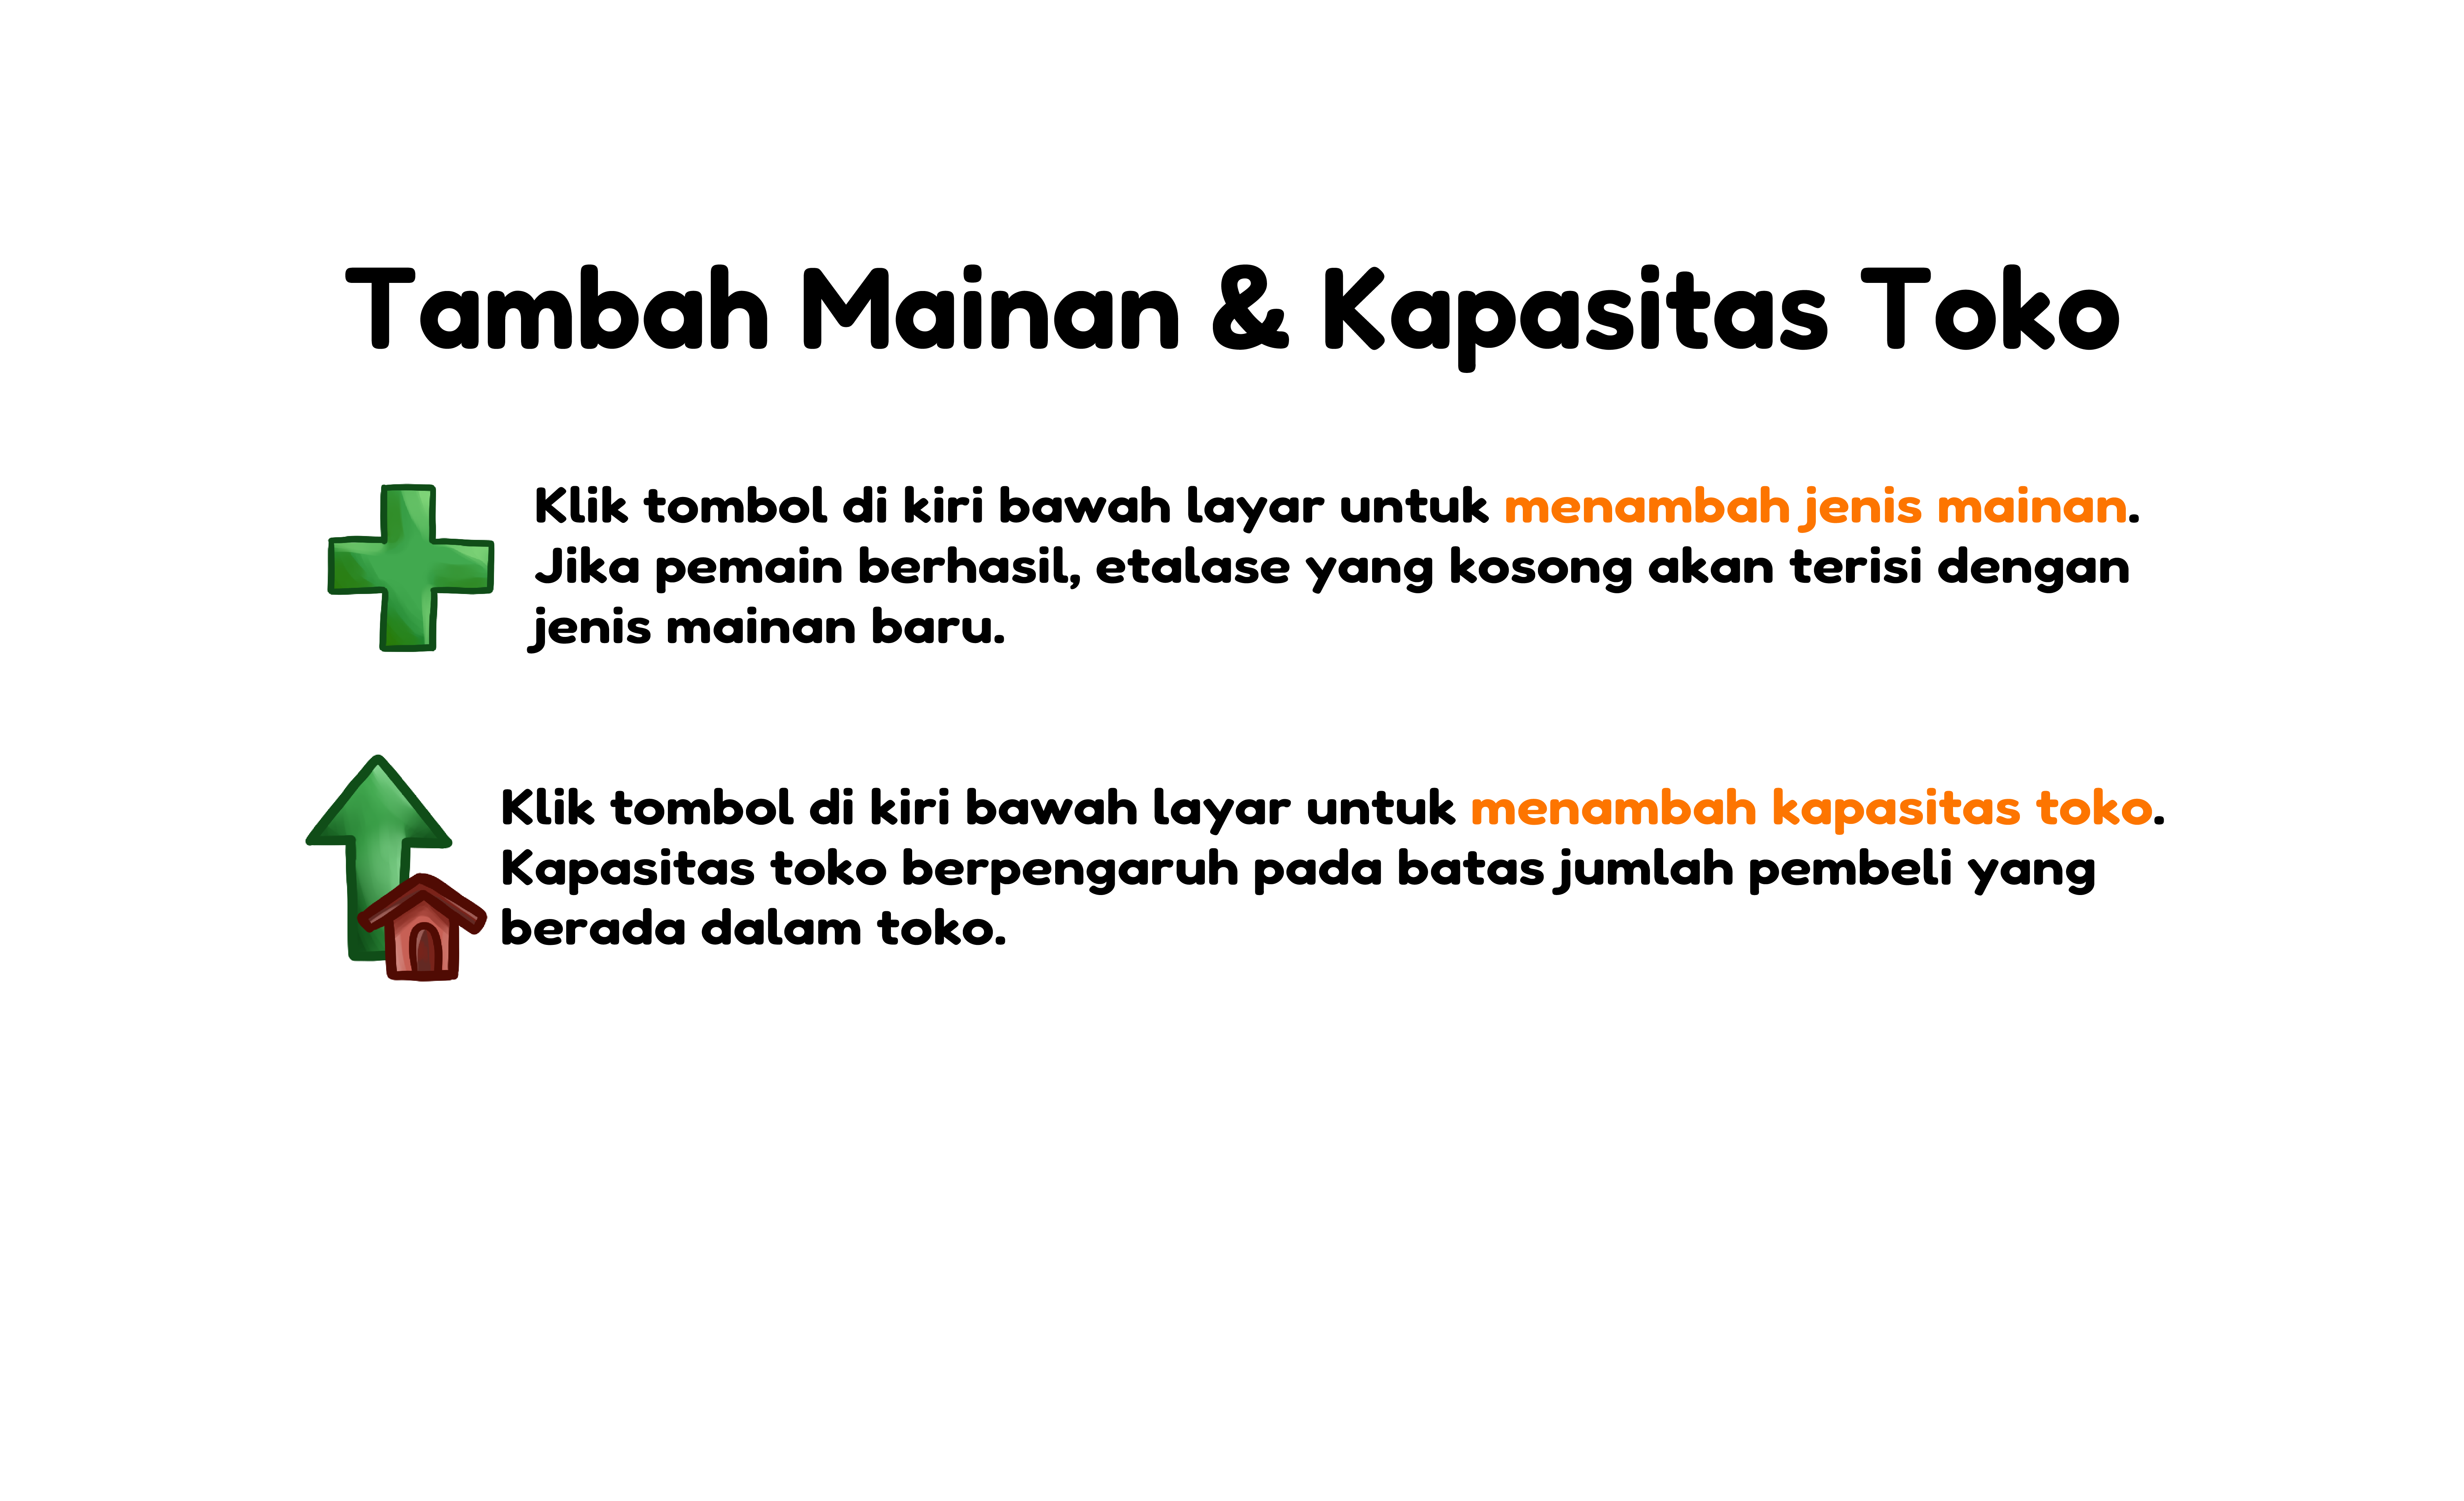 Tambah Mainan & Kapasitas Toko
Klik tombol di kiri bawah layar untuk menambah jenis mainan.
Jika pemain berhasil, etalase yang kosong akan terisi dengan
jenis mainan baru.
Klik tombol di kiri bawah layar untuk menambah kapasitas toko.
Kapasitas toko berpengaruh pada batas jumlah pembeli yang
berada dalam toko.